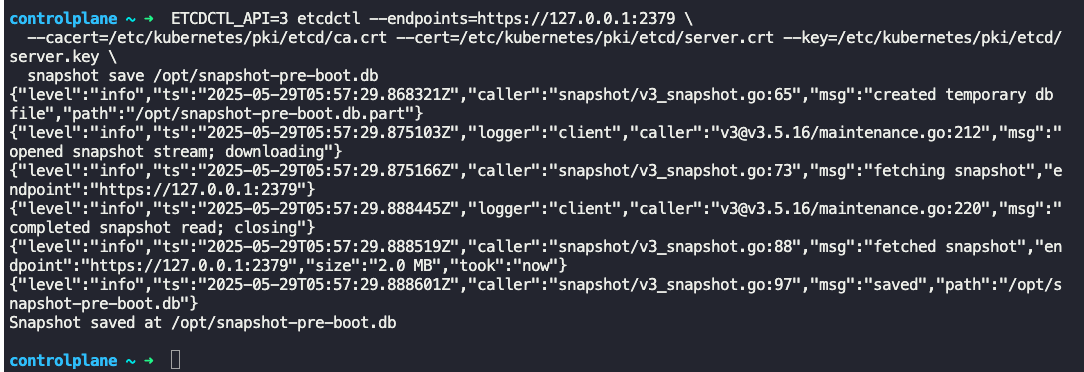 controlplane ~ ➜  ETCDCTL_API=3 etcdctl --endpoints=https://127.0.0.1:2379 \
  --cacert=/etc/kubernetes/pki/etcd/ca.crt --cert=/etc/kubernetes/pki/etcd/server.crt --key=/etc/kubernetes/pki/etcd/
server.key \
  snapshot save /opt/snapshot-pre-boot.db
{"level":"info","ts":"2025-05-29T05:57:29.868321Z","caller":"snapshot/v3_snapshot.go:65","msg":"created temporary db
file","path":"/opt/snapshot-pre-boot.db.part"}
{"level":"info","ts":"2025-05-29T05:57:29.875103Z","logger":"client","caller":"v3@v3.5.16/maintenance.go:212","msg":"
opened snapshot stream; downloading"}
{"level":"info","ts":"2025-05-29T05:57:29.875166Z","caller":"snapshot/v3_snapshot.go:73","msg":"fetching snapshot","e
ndpoint":"https://127.0.0.1:2379"}
{"level":"info","ts":"2025-05-29T05:57:29.888445Z","logger":"client","caller":"v3@v3.5.16/maintenance.go:220","msg":"
completed snapshot read; closing"}
{"level":"info","ts":"2025-05-29T05:57:29.888519Z","caller":"snapshot/v3_snapshot.go:88","msg":"fetched snapshot","en
dpoint":"https://127.0.0.1:2379","size":"2.0 MB","took":"now"}
{"level":"info","ts":"2025-05-29T05:57:29.888601Z","caller":"snapshot/v3_snapshot.go:97","msg":"saved","path":"/opt/s
napshot-pre-boot.db"}
Snapshot saved at /opt/snapshot-pre-boot.db
controlplane ~ ➜